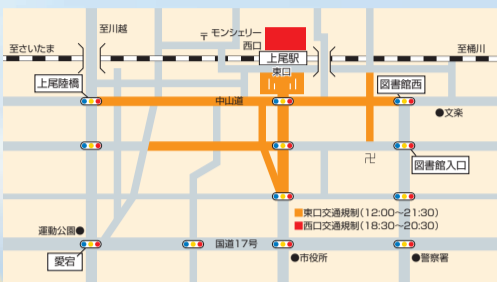 至川越
〒 モンシェリー
西口
至さいたま
上尾駅
至桶川
東口
上尾陸橋
図書館西
中山道
●文楽
卍
図書館入口
■東口交通規制(12:00〜21:30)
■西口交通規制(18:30〜20:30)
運動公園●
国道17号
愛宕
●市役所
●警察署